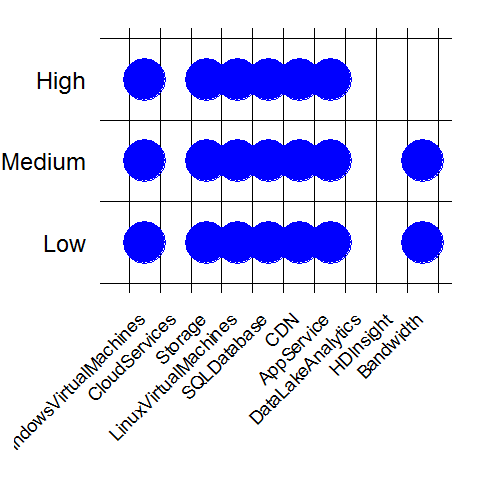 High
Medium
Low
ndowsVirtualMachines
CloudServices
Storage
LinuxVirtualMachines
SQLDatabase
CDN
AppService
DataLakeAnalytics
HDInsight
Bandwidth